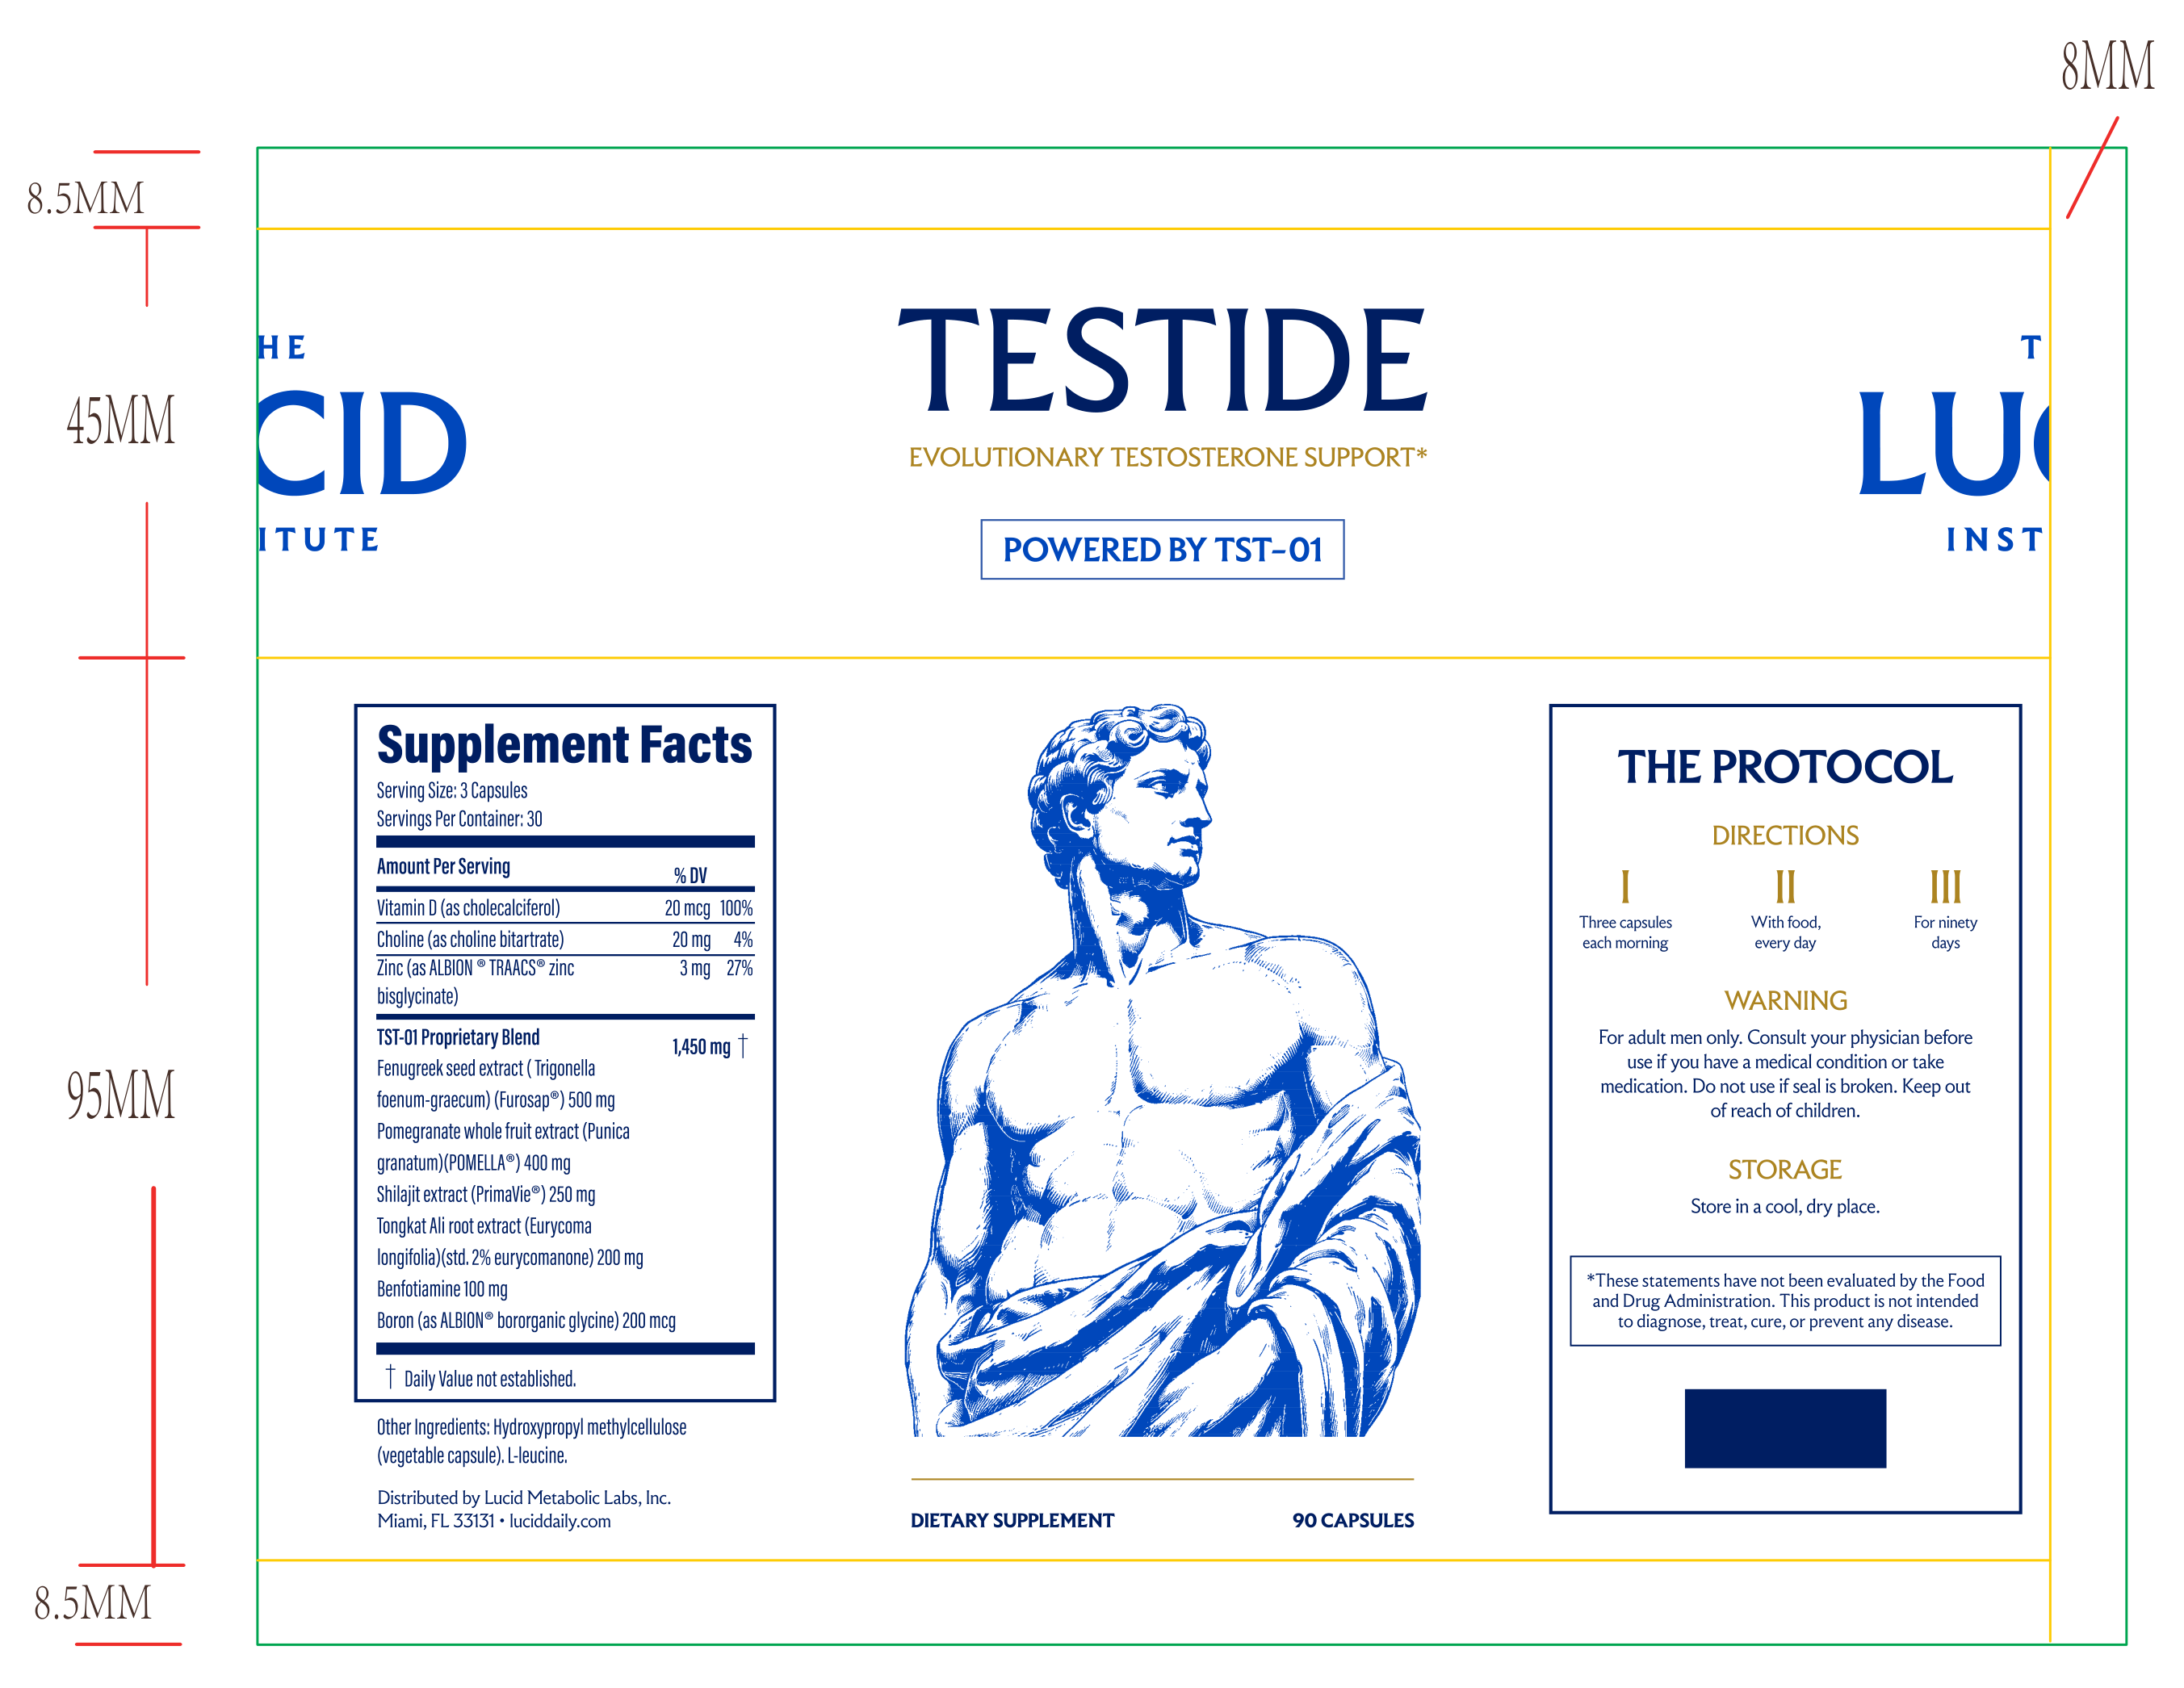 8MM
8.5MM
45MM
95MM
8.5MM
HE
CID
ITUTE
TESTIDE
EVOLUTIONARY TESTOSTERONE SUPPORT*
POWERED BY TST-01
T
LUC
INST
Supplement Facts
Serving Size: 3 Capsules
Servings Per Container: 30
Amount Per Serving % DV
Vitamin D (as cholecalciferol) 20 mcg 100%
Choline (as choline bitartrate) 20 mg 4%
Zinc (as ALBION ® TRAACS® zinc 3 mg 27%
bisglycinate)
TST-01 Proprietary Blend 1,450 mg †
Fenugreek seed extract ( Trigonella
foenum-graecum) (Furosap®) 500 mg
Pomegranate whole fruit extract (Punica
granatum)(POMELLA®) 400 mg
Shilajit extract (PrimaVie®) 250 mg
Tongkat Ali root extract (Eurycoma
longifolia)(std. 2% eurycomanone) 200 mg
Benfotiamine 100 mg
Boron (as ALBION® bororganic glycine) 200 mcg
† Daily Value not established.
Other Ingredients: Hydroxypropyl methylcellulose
(vegetable capsule). L-leucine.
Distributed by Lucid Metabolic Labs, Inc.
Miami, FL 33131 • luciddaily.com
DIETARY SUPPLEMENT 90 CAPSULES
THE PROTOCOL
DIRECTIONS
I
Three capsules
each morning
II
With food,
every day
III
For ninety
days
WARNING
For adult men only. Consult your physician before
use if you have a medical condition or take
medication. Do not use if seal is broken. Keep out
of reach of children.
STORAGE
Store in a cool, dry place.
*These statements have not been evaluated by the Food
and Drug Administration. This product is not intended
to diagnose, treat, cure, or prevent any disease.